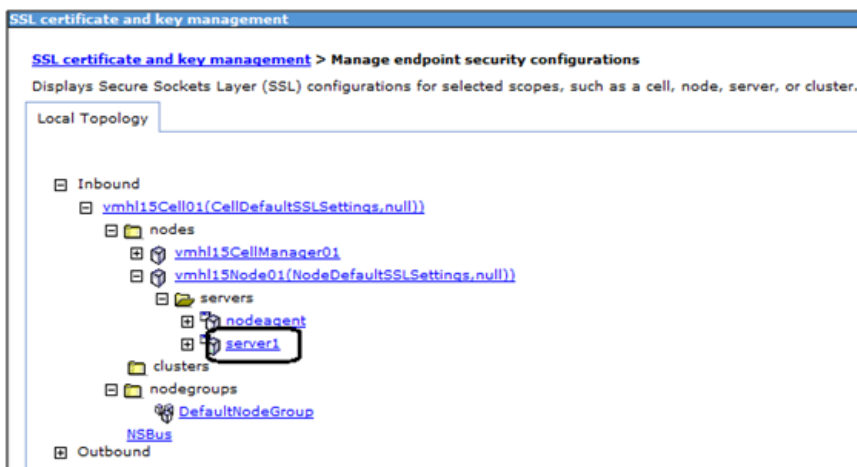 SSL certificate and key management
SSL certificate and key management > Manage endpoint security configurations
Displays Secure Sockets Layer (SSL) configurations for selected scopes, such as a cell, node, server, or cluster.
Local Topology
Inbound
vmhl15Cell01(CellDefaultSSLSettings,null))
nodes
vmhl15CellManager01
vmhl15Node01(NodeDefaultSSLSettings,null))
servers
nodeagent
server1
clusters
nodegroups
DefaultNodeGroup
NSBus
Outbound